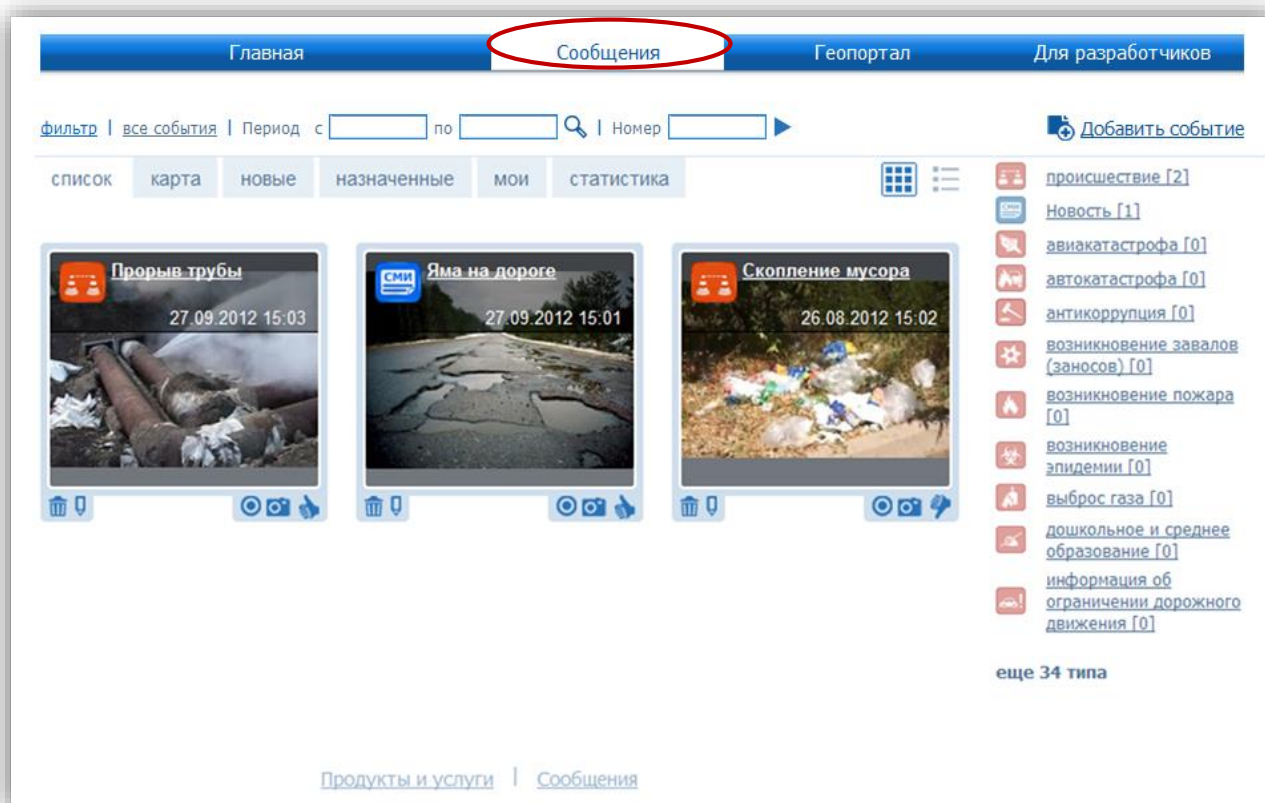 Главная Сообщения Геопортал Для разработчиков
фильтр | все события | Период с по | Номер
Добавить событие
список карта новые назначенные мои статистика
Прорыв трубы
27.09.2012 15:03
СМИ
Яма на дороге
27.09.2012 15:01
Скопление мусора
26.08.2012 15:02
происшествие [2]
СМИ
Новость [1]
авиакатастрофа [0]
автокатастрофа [0]
антикоррупция [0]
возникновение завалов
(заносов) [0]
возникновение пожара
[0]
возникновение
эпидемии [0]
выброс газа [0]
дошкольное и среднее
образование [0]
информация об
ограничении дорожного
движения [0]
еще 34 типа
Продукты и услуги | Сообщения